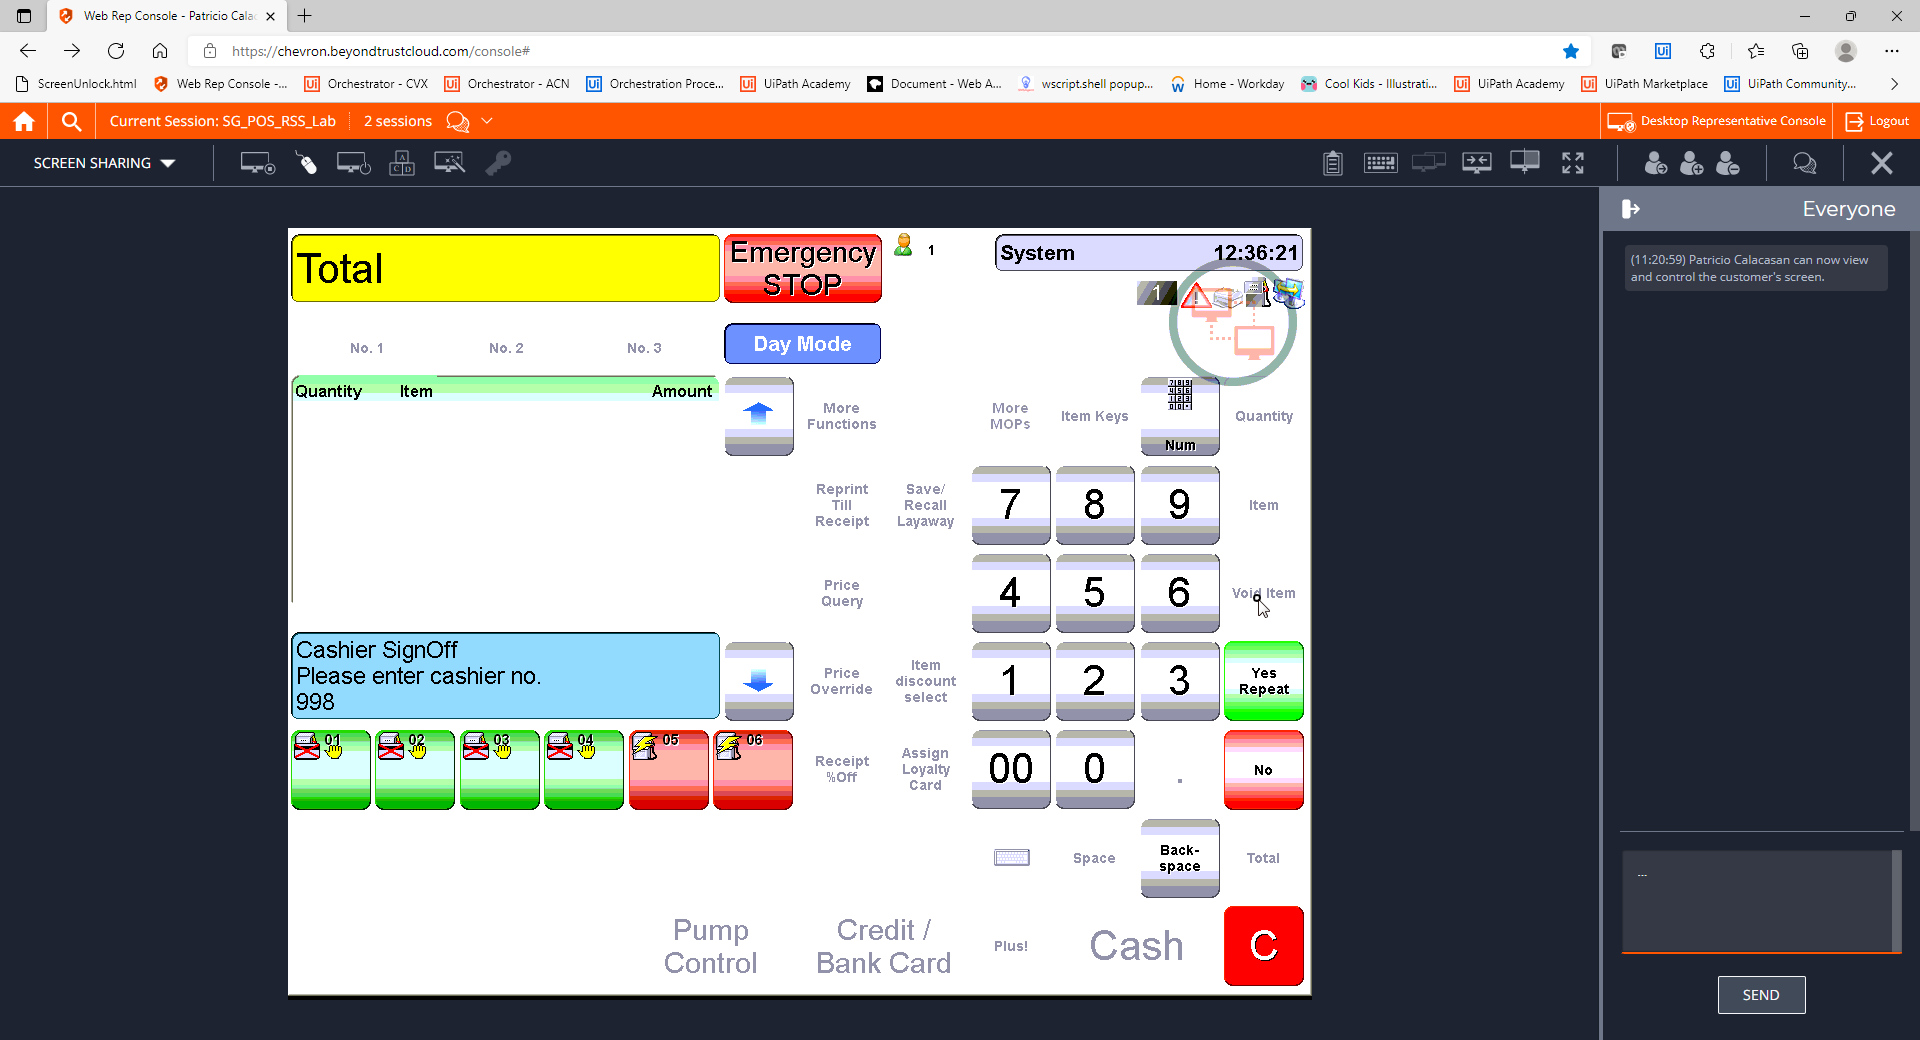 Web Rep Console - Patricio Cala
https://chevron.beyondtrustcloud.com/console#
ScreenUnlock.html
Web Rep Console -...
Orchestrator - CVX
Orchestrator - ACN
Orchestration Proce...
UiPath Academy
Document - Web A...
wscript.shell popup...
Home - Workday
Cool Kids - Illustrati...
UiPath Academy
UiPath Marketplace
UiPath Community...
Current Session: SG_POS_RSS_Lab
2 sessions
Desktop Representative Console
Logout
SCREEN SHARING
Everyone
(11:20:59) Patricio Calacasan can now view
and control the customer's screen.
Total
Emergency
STOP
1
System 12:36:21
1
No. 1
No. 2
No. 3
Day Mode
Quantity Item Amount
More
Functions
More
MOPs
Item Keys
Num
Quantity
Reprint
Till
Receipt
Save/
Recall
Layaway
7
8
9
Item
Price
Query
4
5
6
Void Item
Cashier SignOff
Please enter cashier no.
998
Price
Override
Item
discount
select
1
2
3
Yes
Repeat
01
02
03
04
05
06
Receipt
%Off
Assign
Loyalty
Card
00
0
.
No
Space
Back-
space
Total
Pump
Control
Credit /
Bank Card
Plus!
Cash
C
...
SEND